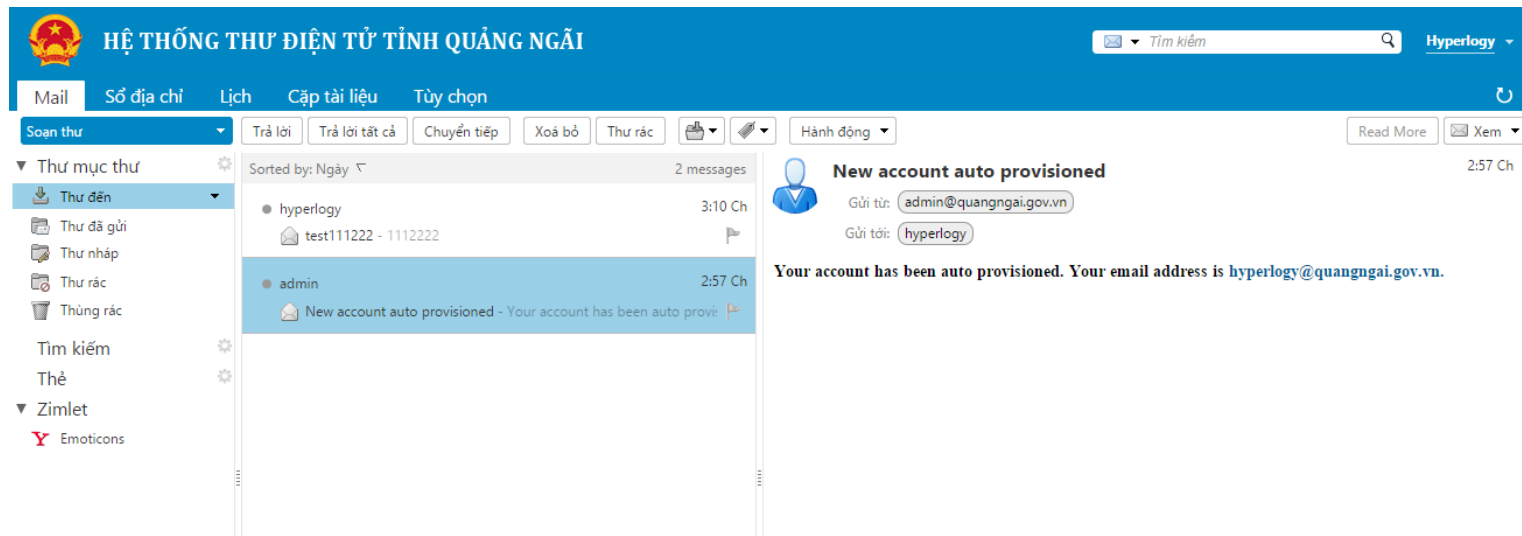 HỆ THỐNG THƯ ĐIỆN TỬ TỈNH QUẢNG NGÃI
Tìm kiếm
Hyperlogy
Mail Sổ địa chỉ Lịch Cặp tài liệu Tùy chọn
Soạn thư
Trả lời Trả lời tất cả Chuyển tiếp Xoá bỏ Thư rác Hành động Read More Xem
Thư mục thư
Thư đến
Thư đã gửi
Thư nháp
Thư rác
Thùng rác
Tìm kiếm
Thẻ
Zimlet
Emoticons
Sorted by: Ngày 2 messages
hyperlogy 3:10 Ch
test111222 - 1112222
admin 2:57 Ch
New account auto provisioned - Your account has been auto provi
New account auto provisioned 2:57 Ch
Gửi từ: admin@quangngai.gov.vn
Gửi tới: hyperlogy
Your account has been auto provisioned. Your email address is hyperlogy@quangngai.gov.vn.